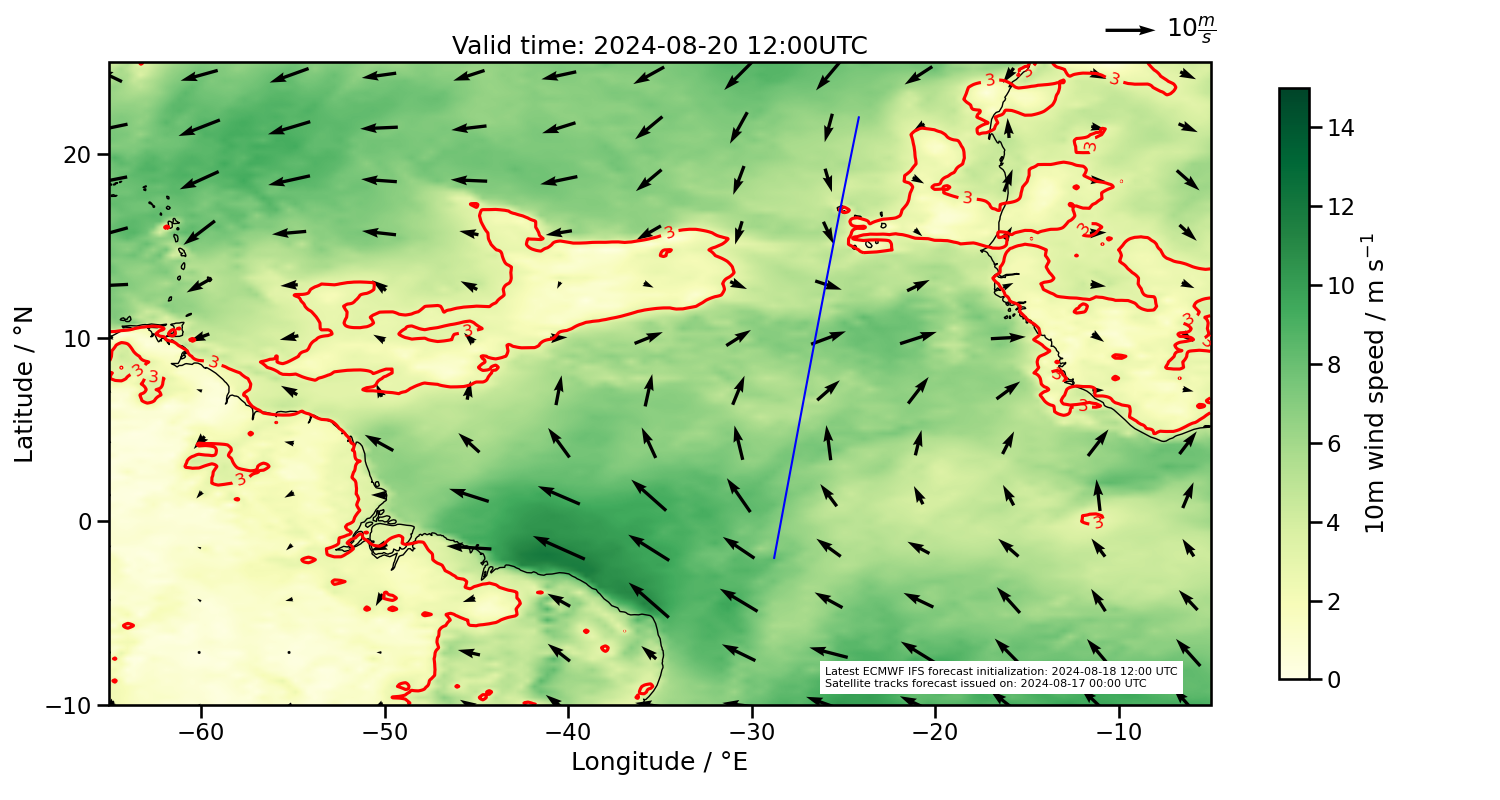 10 m/s
Valid time: 2024-08-20 12:00UTC
3 3 3
20
3
3
3
3
3
10
3
3
3
3
3 3
3
3
3
0
3
Latest ECMWF IFS forecast initialization: 2024-08-18 12:00 UTC
Satellite tracks forecast issued on: 2024-08-17 00:00 UTC
−10
−60 −50 −40 −30 −20 −10
Longitude / °E
Latitude / °N
14
12
10
8
6
4
2
0
10m wind speed / m s⁻¹